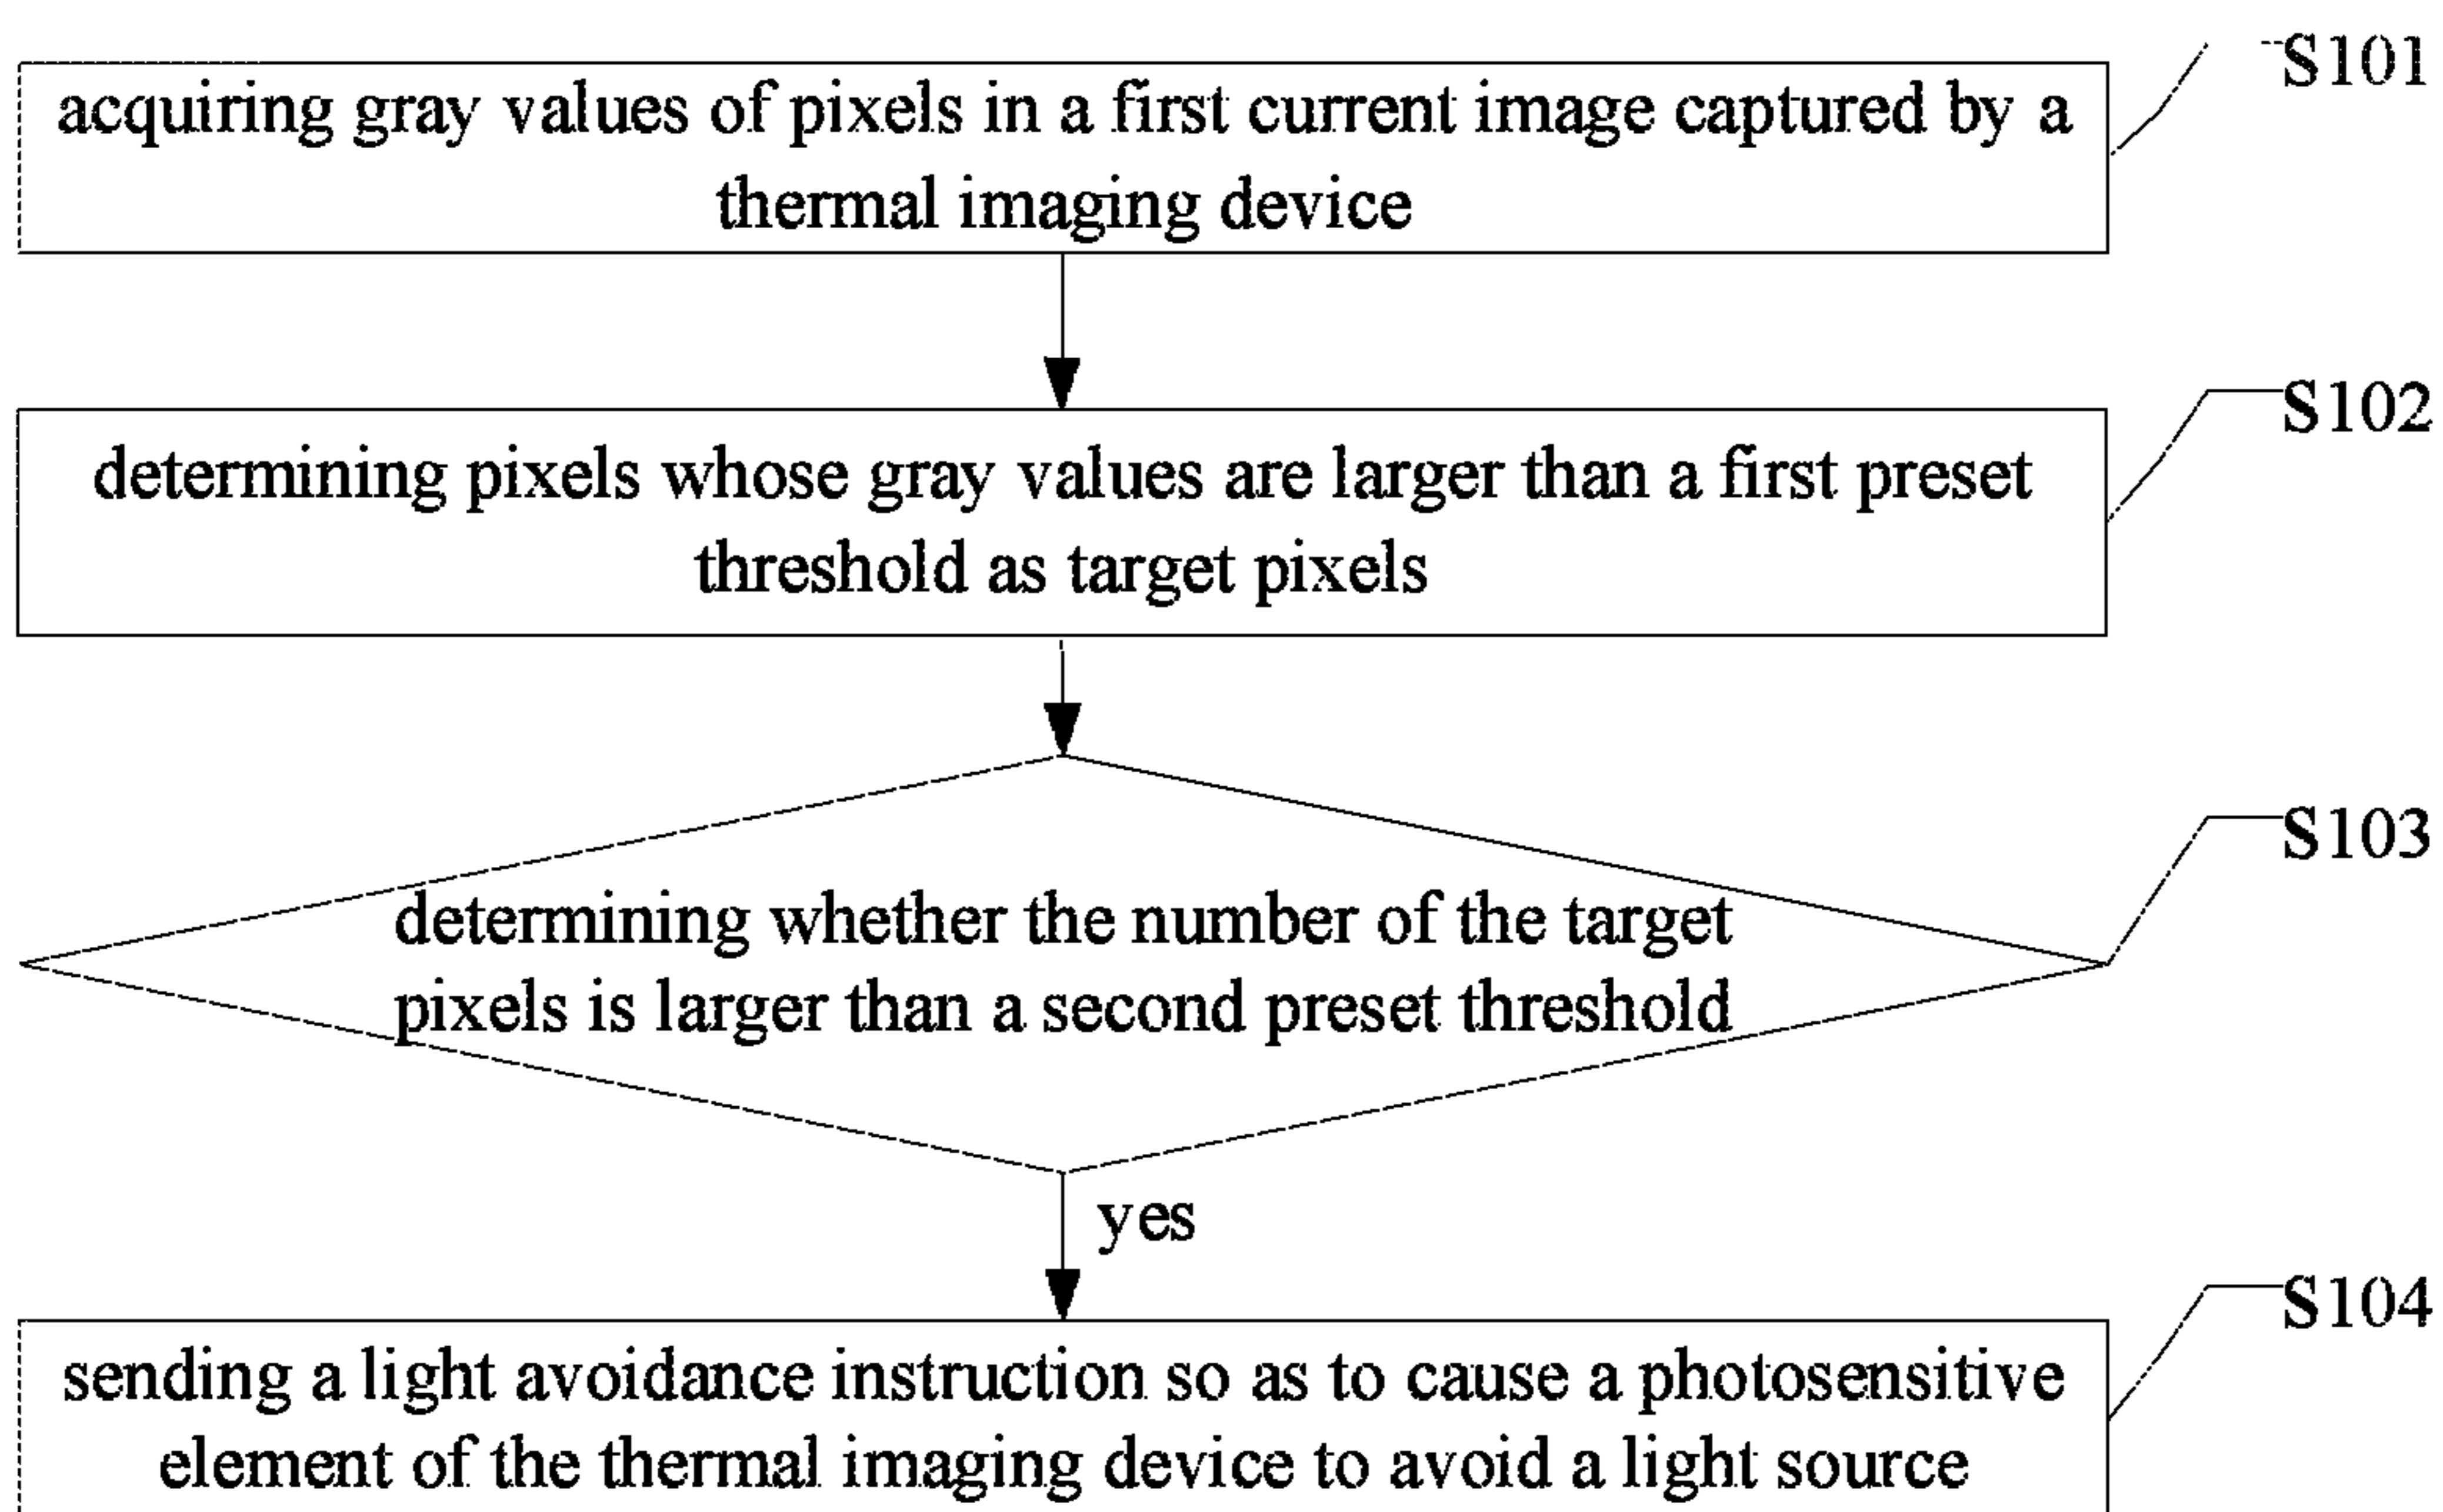 S101
acquiring gray values of pixels in a first current image captured by a
thermal imaging device
S102
determining pixels whose gray values are larger than a first preset
threshold as target pixels
S103
determining whether the number of the target
pixels is larger than a second preset threshold
yes
S104
sending a light avoidance instruction so as to cause a photosensitive
element of the thermal imaging device to avoid a light source